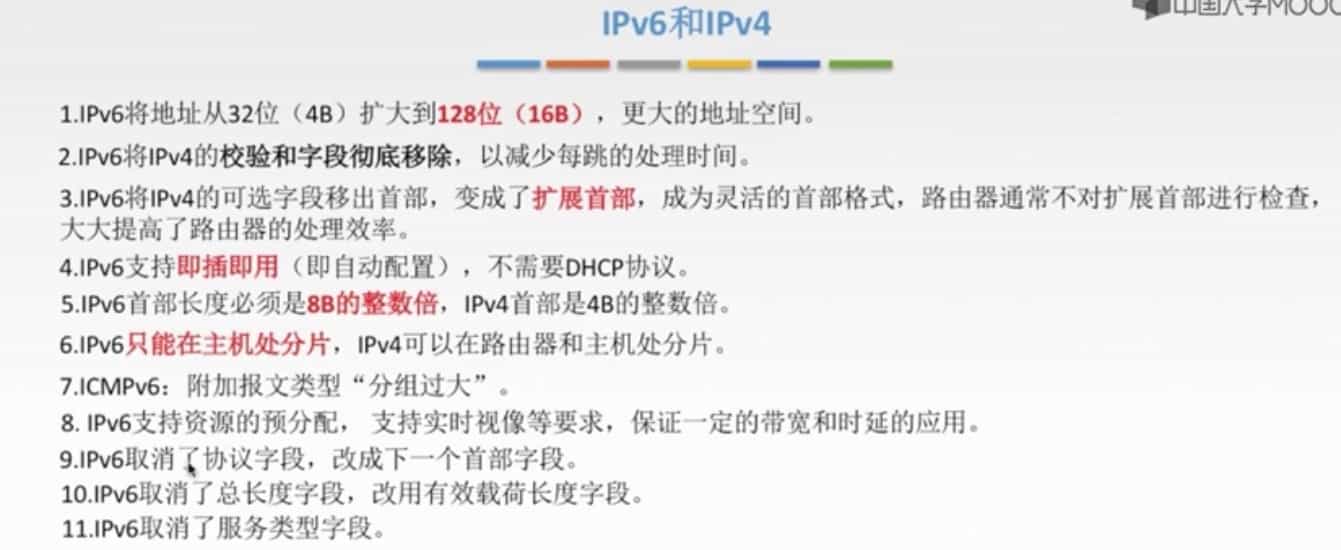 中国大学MOOC
IPv6和IPv4
1.IPv6将地址从32位（4B）扩大到128位（16B），更大的地址空间。
2.IPv6将IPv4的校验和字段彻底移除，以减少每跳的处理时间。
3.IPv6将IPv4的可选字段移出首部，变成了扩展首部，成为灵活的首部格式，路由器通常不对扩展首部进行检查，
大大提高了路由器的处理效率。
4.IPv6支持即插即用（即自动配置），不需要DHCP协议。
5.IPv6首部长度必须是8B的整数倍，IPv4首部是4B的整数倍。
6.IPv6只能在主机处分片，IPv4可以在路由器和主机处分片。
7.ICMPv6：附加报文类型“分组过大”。
8. IPv6支持资源的预分配， 支持实时视像等要求，保证一定的带宽和时延的应用。
9.IPv6取消了协议字段，改成下一个首部字段。
10.IPv6取消了总长度字段，改用有效载荷长度字段。
11.IPv6取消了服务类型字段。